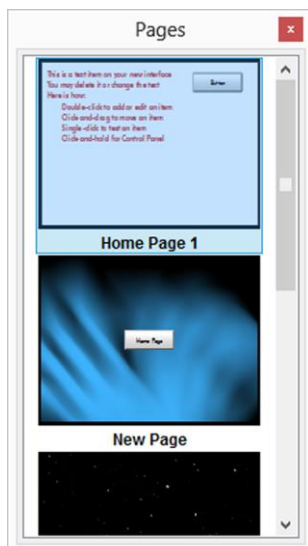 Pages
x
This is a text item on your new interface
You may delete it or change the text
Here is how:
Double-click to add or edit an item
Click-and-drag to move an item
Single-click to test an item
Click-and-hold for Control Panel
Button
Home Page 1
Home Page
New Page